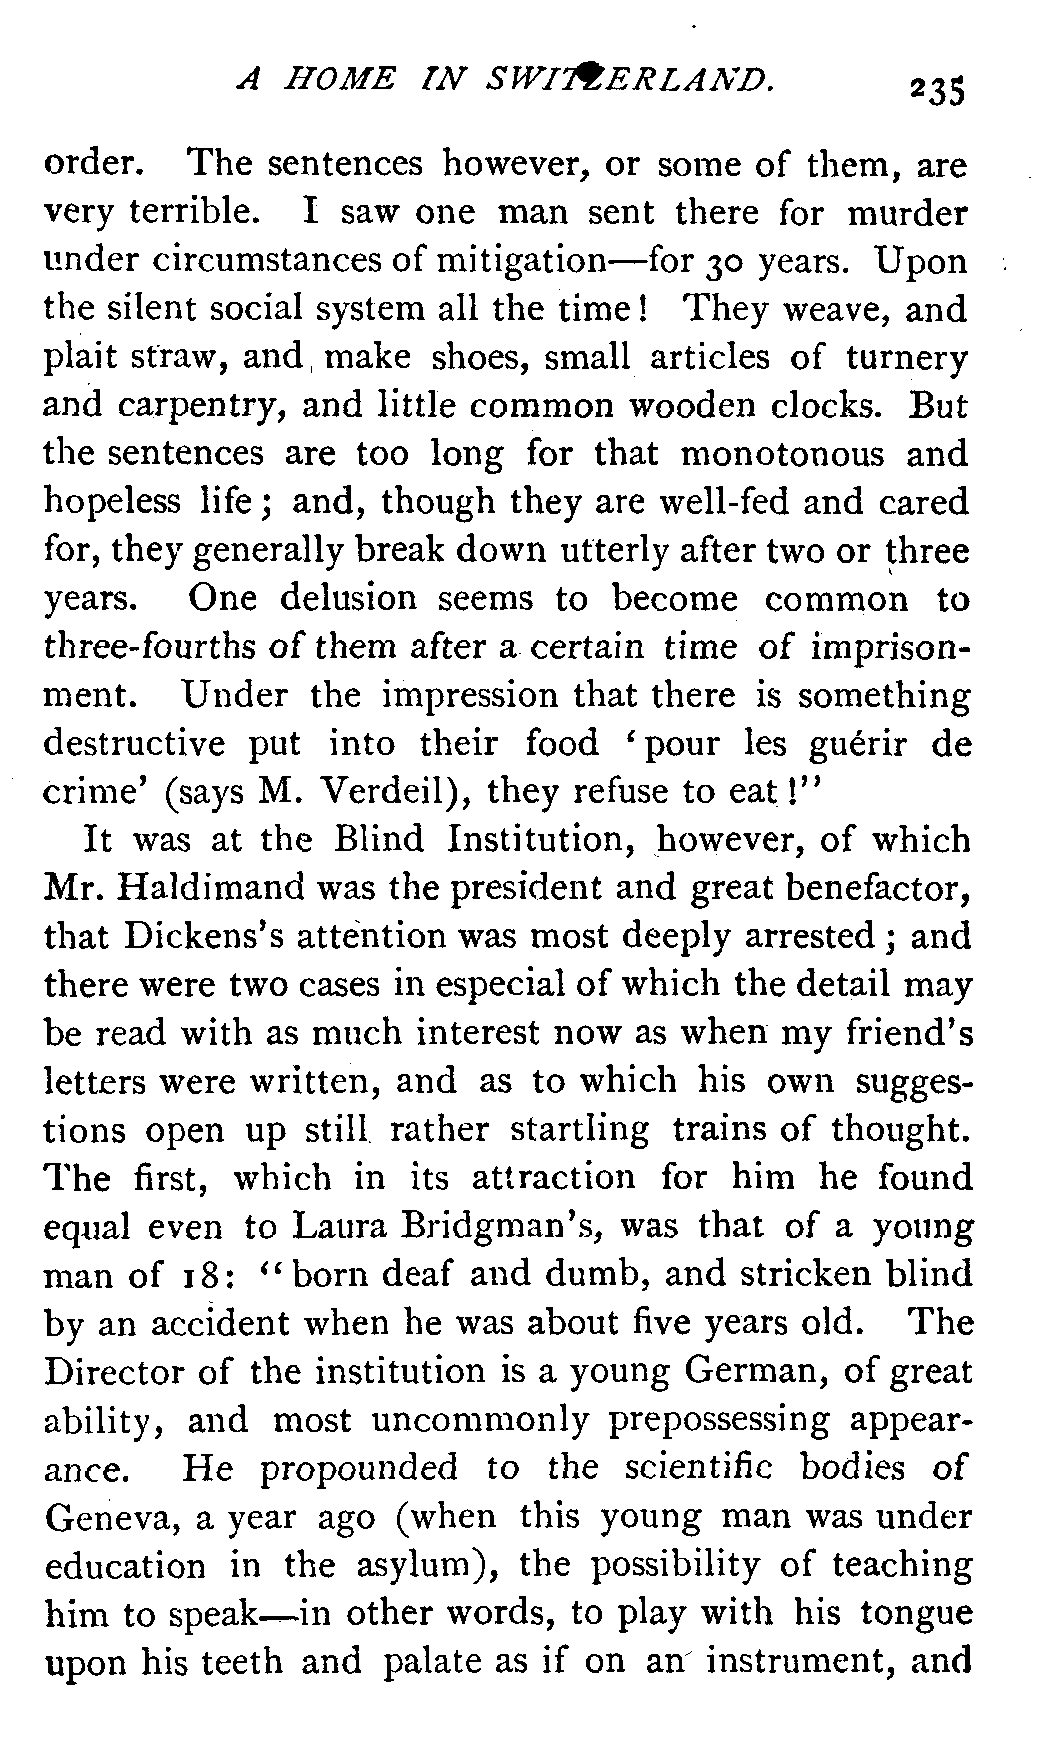 A HOME IN SWITZERLAND. 235
order. The sentences however, or some of them, are
very terrible. I saw one man sent there for murder
under circumstances of mitigation—for 30 years. Upon
the silent social system all the time! They weave, and
plait straw, and make shoes, small articles of turnery
and carpentry, and little common wooden clocks. But
the sentences are too long for that monotonous and
hopeless life; and, though they are well-fed and cared
for, they generally break down utterly after two or three
years. One delusion seems to become common to
three-fourths of them after a certain time of imprison-
ment. Under the impression that there is something
destructive put into their food ‘pour les guérir de
crime’ (says M. Verdeil), they refuse to eat!”
It was at the Blind Institution, however, of which
Mr. Haldimand was the president and great benefactor,
that Dickens’s attention was most deeply arrested; and
there were two cases in especial of which the detail may
be read with as much interest now as when my friend’s
letters were written, and as to which his own sugges-
tions open up still rather startling trains of thought.
The first, which in its attraction for him he found
equal even to Laura Bridgman’s, was that of a young
man of 18: “born deaf and dumb, and stricken blind
by an accident when he was about five years old. The
Director of the institution is a young German, of great
ability, and most uncommonly prepossessing appear-
ance. He propounded to the scientific bodies of
Geneva, a year ago (when this young man was under
education in the asylum), the possibility of teaching
him to speak—in other words, to play with his tongue
upon his teeth and palate as if on an instrument, and